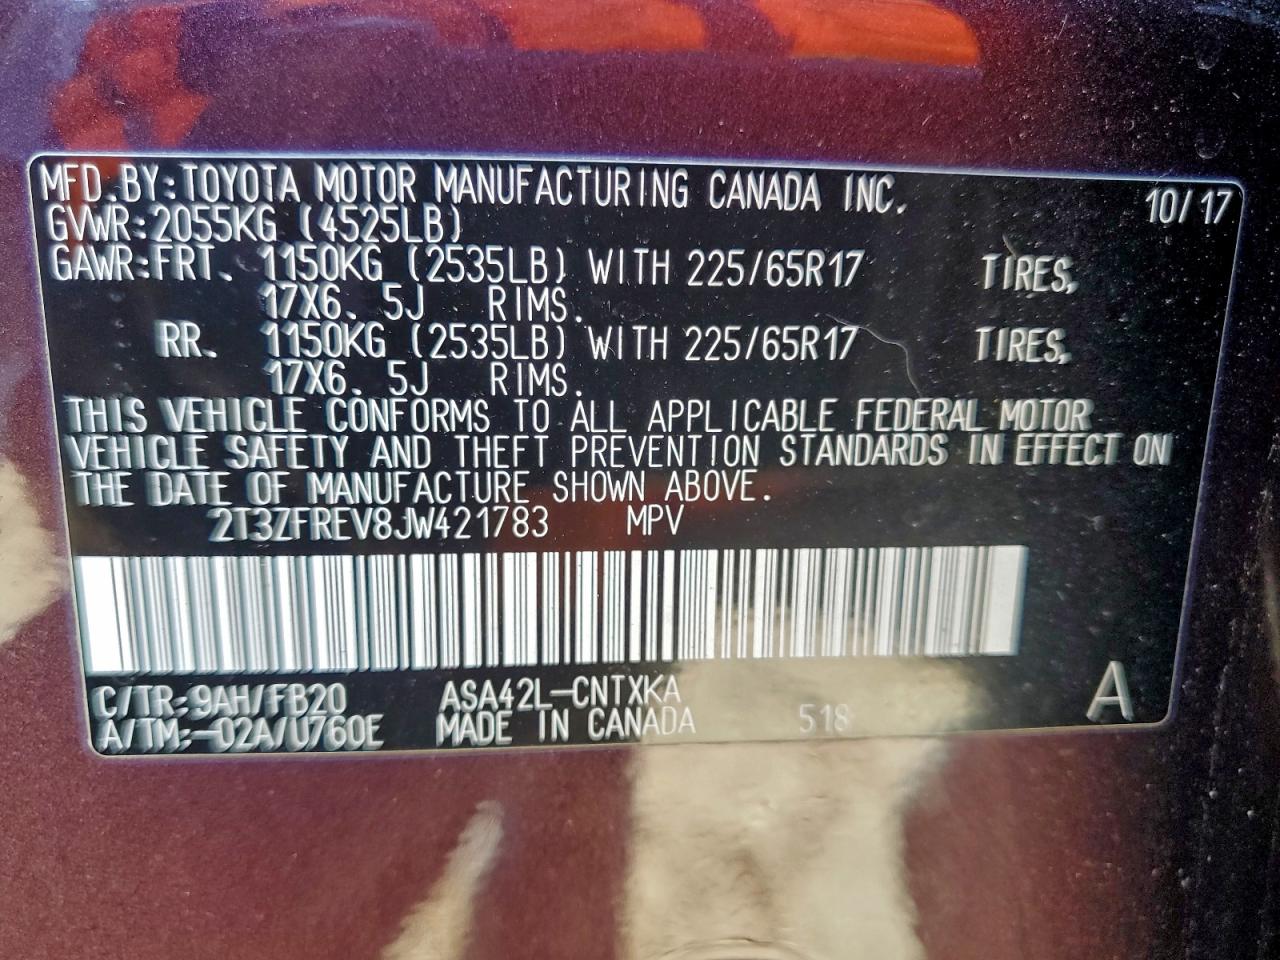 MFD.BY:TOYOTA MOTOR MANUFACTURING CANADA INC. 10/17
GVWR:2055KG (4525LB)
GAWR:FRT. 1150KG (2535LB) WITH 225/65R17 TIRES,
17X6.5J RIMS.
RR. 1150KG (2535LB) WITH 225/65R17 TIRES,
17X6.5J RIMS.
THIS VEHICLE CONFORMS TO ALL APPLICABLE FEDERAL MOTOR
VEHICLE SAFETY AND THEFT PREVENTION STANDARDS IN EFFECT ON
THE DATE OF MANUFACTURE SHOWN ABOVE.
2T3ZFREV8JW421783 MPV
C/TR:9AH/FB20 ASA42L-CNTXKA A
A/TM:-02A/U760E MADE IN CANADA 518